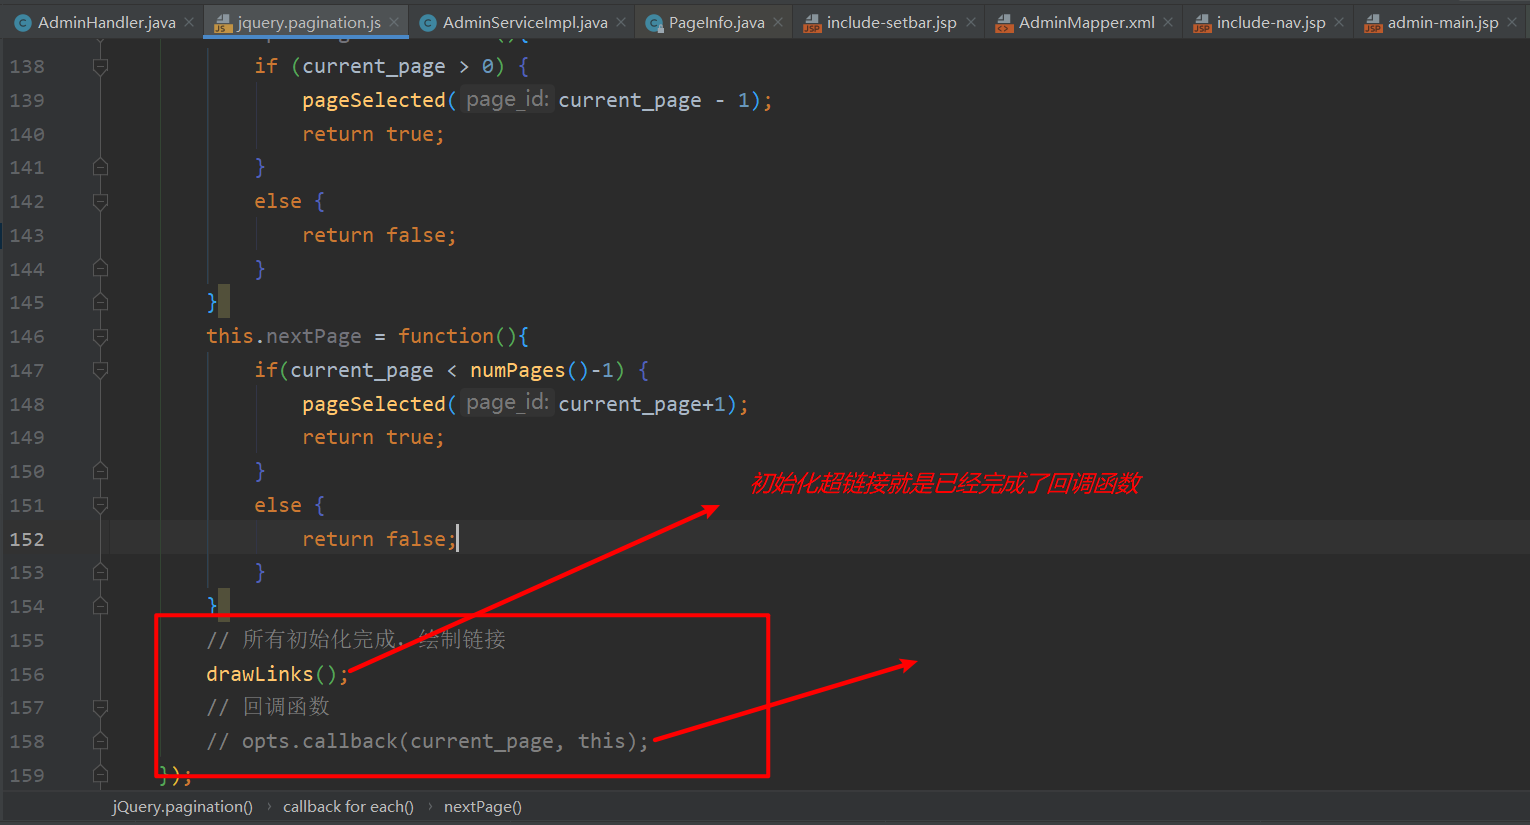 AdminHandler.java jquery.pagination.js AdminServiceImpl.java PageInfo.java include-setbar.jsp AdminMapper.xml include-nav.jsp admin-main.jsp
138 if (current_page > 0) {
139 pageSelected( page_id: current_page - 1);
140 return true;
141 }
142 else {
143 return false;
144 }
145 }
146 this.nextPage = function(){
147 if(current_page < numPages()-1) {
148 pageSelected( page_id: current_page+1);
149 return true;
150 }
初始化超链接就是已经完成了回调函数
151 else {
152 return false;
153 }
154 }
155 // 所有初始化完成，绘制链接
156 drawLinks();
157 // 回调函数
158 // opts.callback(current_page, this);
159 });
jQuery.pagination() › callback for each() › nextPage()